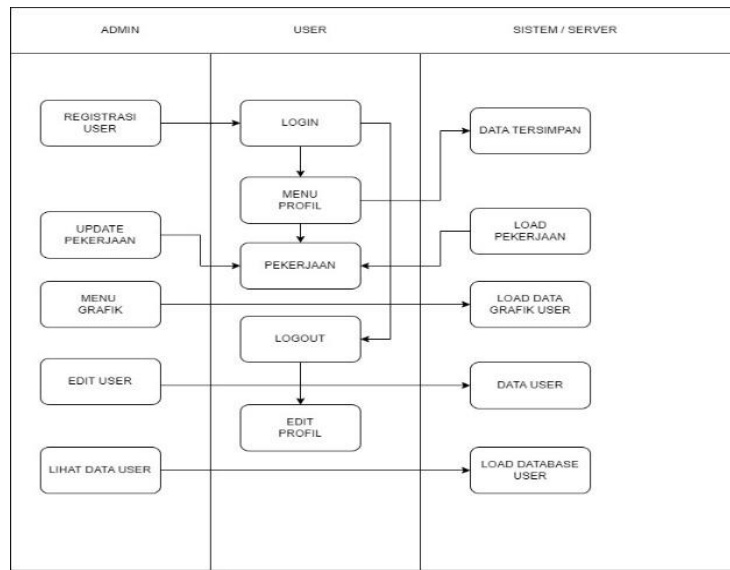 ADMIN
USER
SISTEM / SERVER
REGISTRASI
USER
LOGIN
DATA TERSIMPAN
MENU
PROFIL
UPDATE
PEKERJAAN
LOAD
PEKERJAAN
PEKERJAAN
MENU
GRAFIK
LOAD DATA
GRAFIK USER
LOGOUT
EDIT USER
DATA USER
EDIT
PROFIL
LIHAT DATA USER
LOAD DATABASE
USER